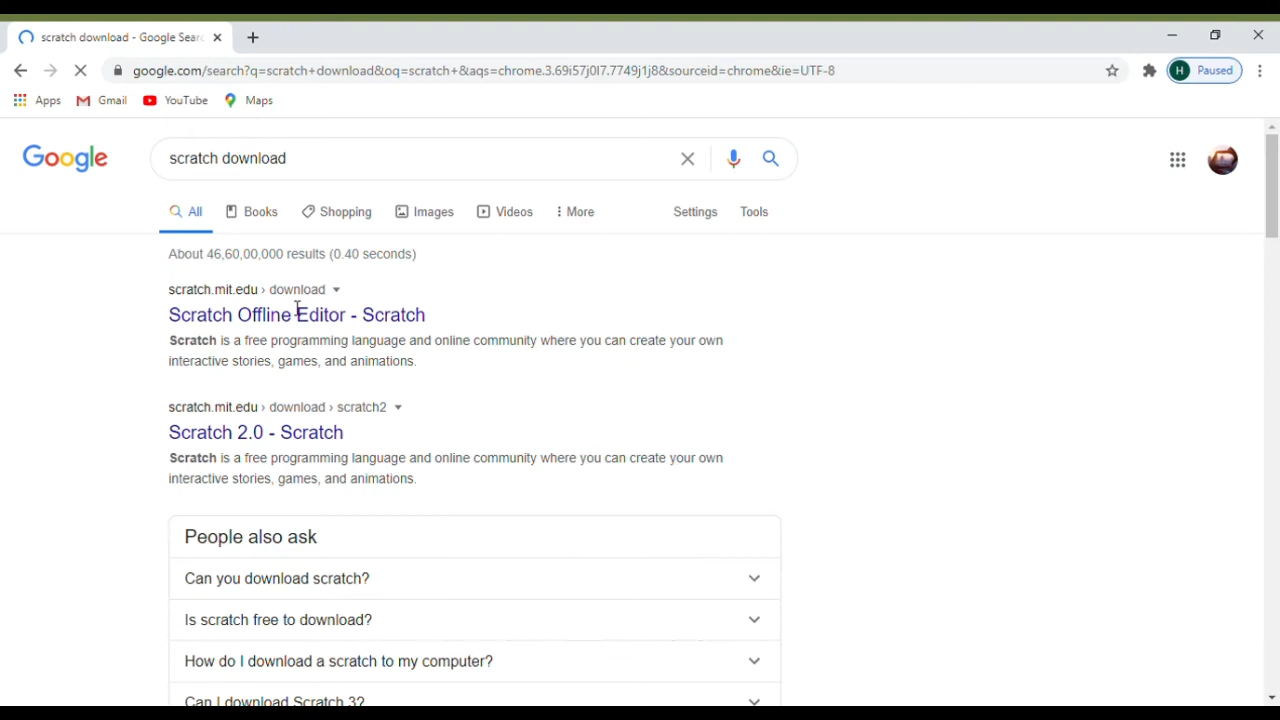 scratch download - Google Sear
google.com/search?q=scratch+download&oq=scratch+&aqs=chrome.3.69i57j0l7.7749j1j8&sourceid=chrome&ie=UTF-8
H Paused
Apps Gmail YouTube Maps
Google scratch download
All Books Shopping Images Videos More Settings Tools
About 46,60,00,000 results (0.40 seconds)
scratch.mit.edu › download
Scratch Offline Editor - Scratch
Scratch is a free programming language and online community where you can create your own
interactive stories, games, and animations.
scratch.mit.edu › download › scratch2
Scratch 2.0 - Scratch
Scratch is a free programming language and online community where you can create your own
interactive stories, games, and animations.
People also ask
Can you download scratch?
Is scratch free to download?
How do I download a scratch to my computer?
Can I download Scratch 3?